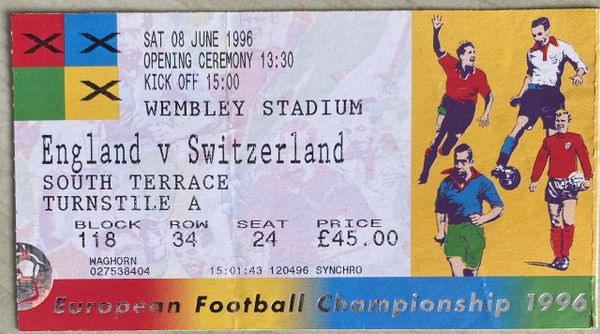 SAT 08 JUNE 1996
OPENING CEREMONY 13:30
KICK OFF 15:00
WEMBLEY STADIUM
England v Switzerland
SOUTH TERRACE
TURNSTILE A
BLOCK ROW SEAT PRICE
118 34 24 £45.00
WAGHORN
027538404 15:01:43 120496 SYNCHRO
European Football Championship 1996